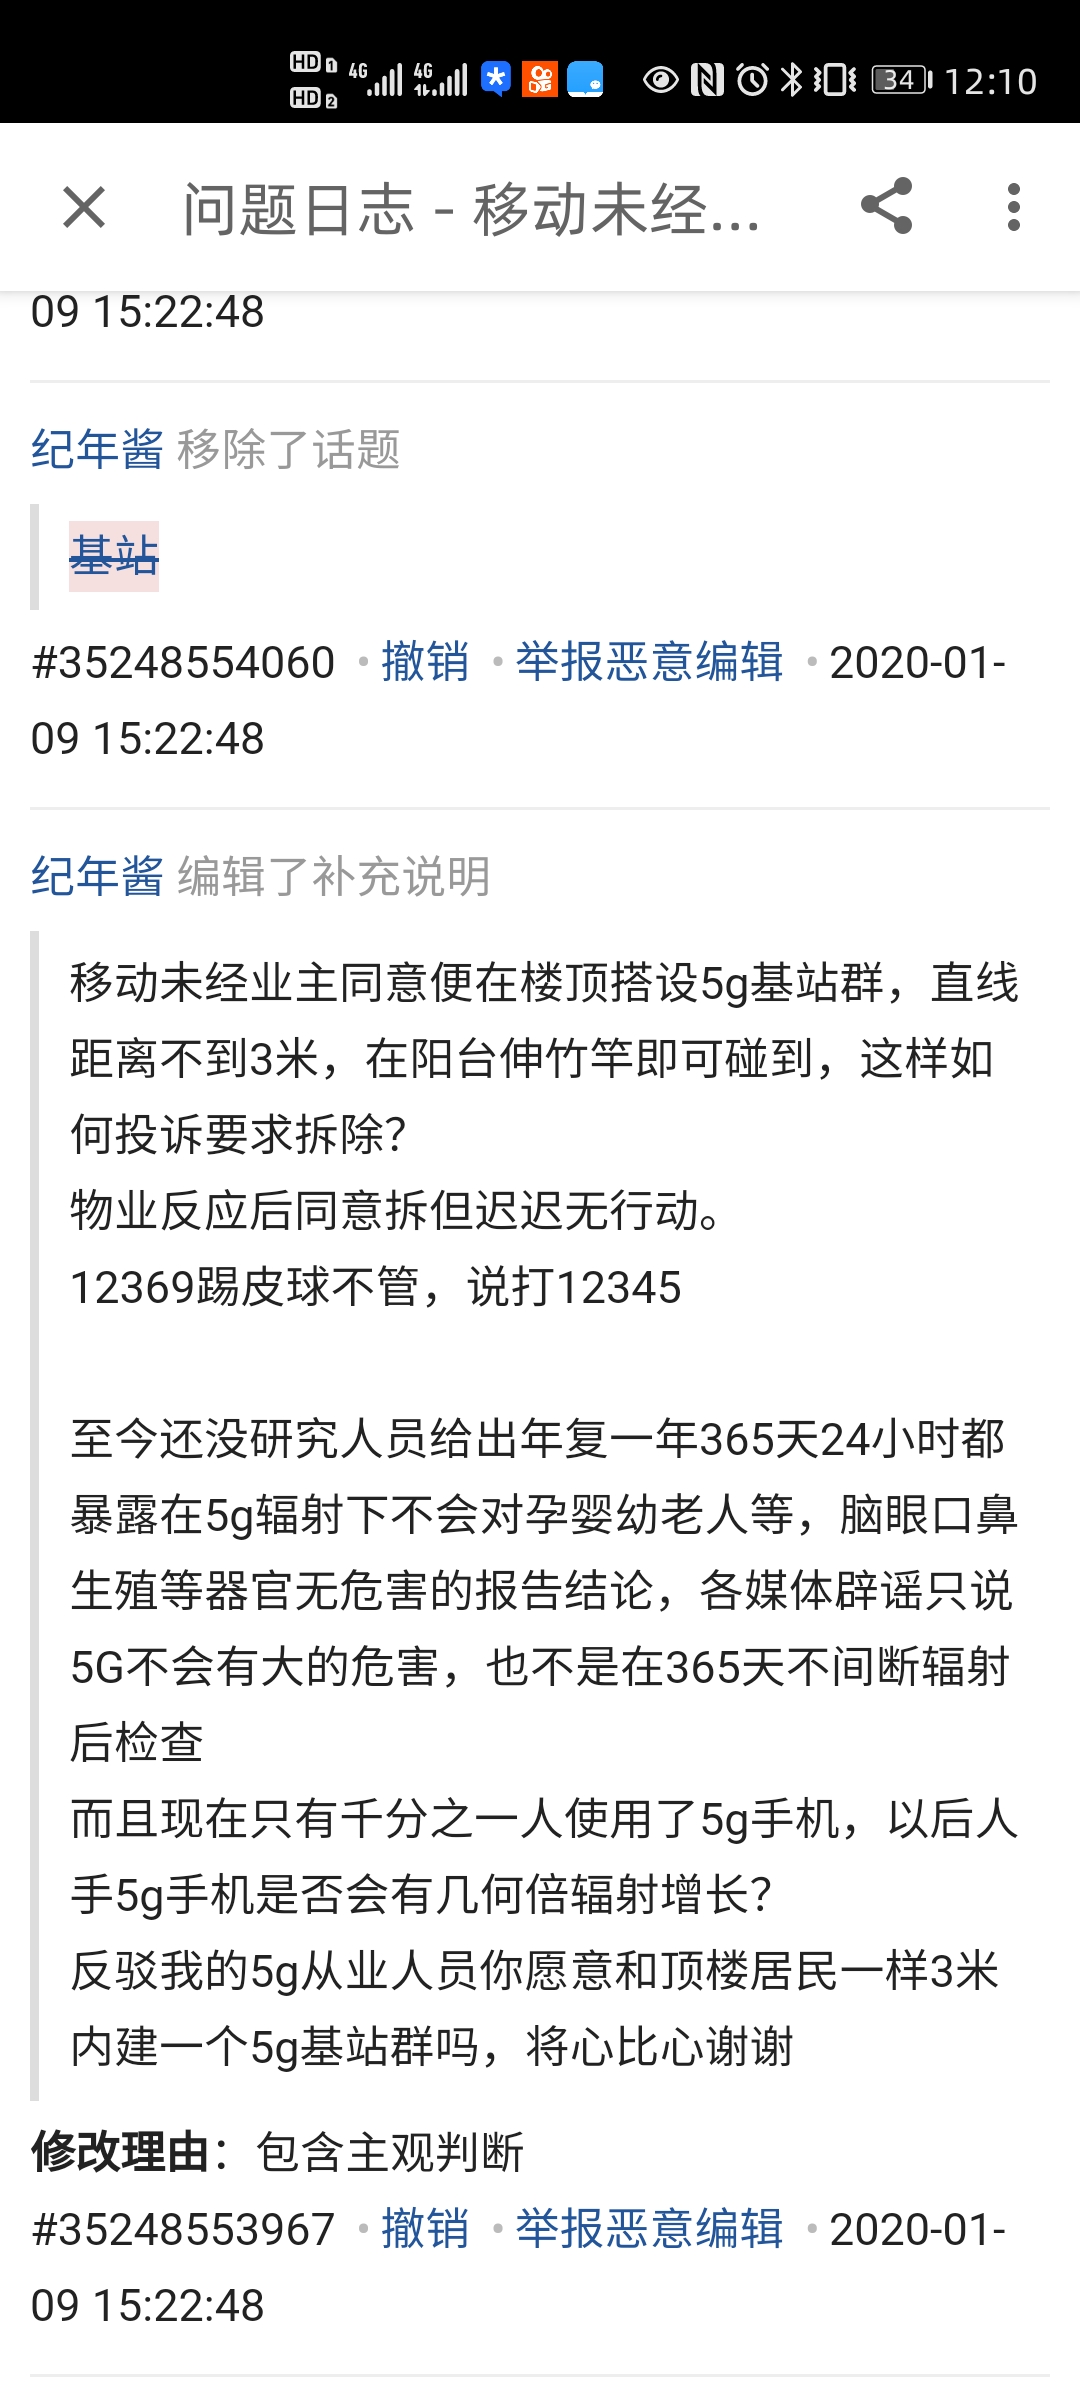 HD 1 4G 4G 34 12:10
HD 2
问题日志 - 移动未经...
09 15:22:48
纪年酱 移除了话题
基站
#35248554060 • 撤销 • 举报恶意编辑 • 2020-01-
09 15:22:48
纪年酱 编辑了补充说明
移动未经业主同意便在楼顶搭设5g基站群，直线
距离不到3米，在阳台伸竹竿即可碰到，这样如
何投诉要求拆除？
物业反应后同意拆但迟迟无行动。
12369踢皮球不管，说打12345
至今还没研究人员给出年复一年365天24小时都
暴露在5g辐射下不会对孕婴幼老人等，脑眼口鼻
生殖等器官无危害的报告结论，各媒体辟谣只说
5G不会有大的危害，也不是在365天不间断辐射
后检查
而且现在只有千分之一人使用了5g手机，以后人
手5g手机是否会有几何倍辐射增长？
反驳我的5g从业人员你愿意和顶楼居民一样3米
内建一个5g基站群吗，将心比心谢谢
修改理由：包含主观判断
#35248553967 • 撤销 • 举报恶意编辑 • 2020-01-
09 15:22:48